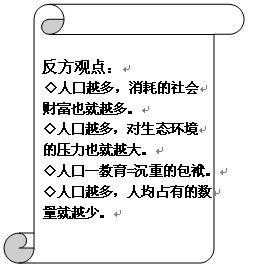 反方观点：
◇人口越多，消耗的社会
财富也就越多。
◇人口越多，对生态环境
的压力也就越大。
◇人口—教育=沉重的包袱。
◇人口越多，人均占有的数
量就越少。